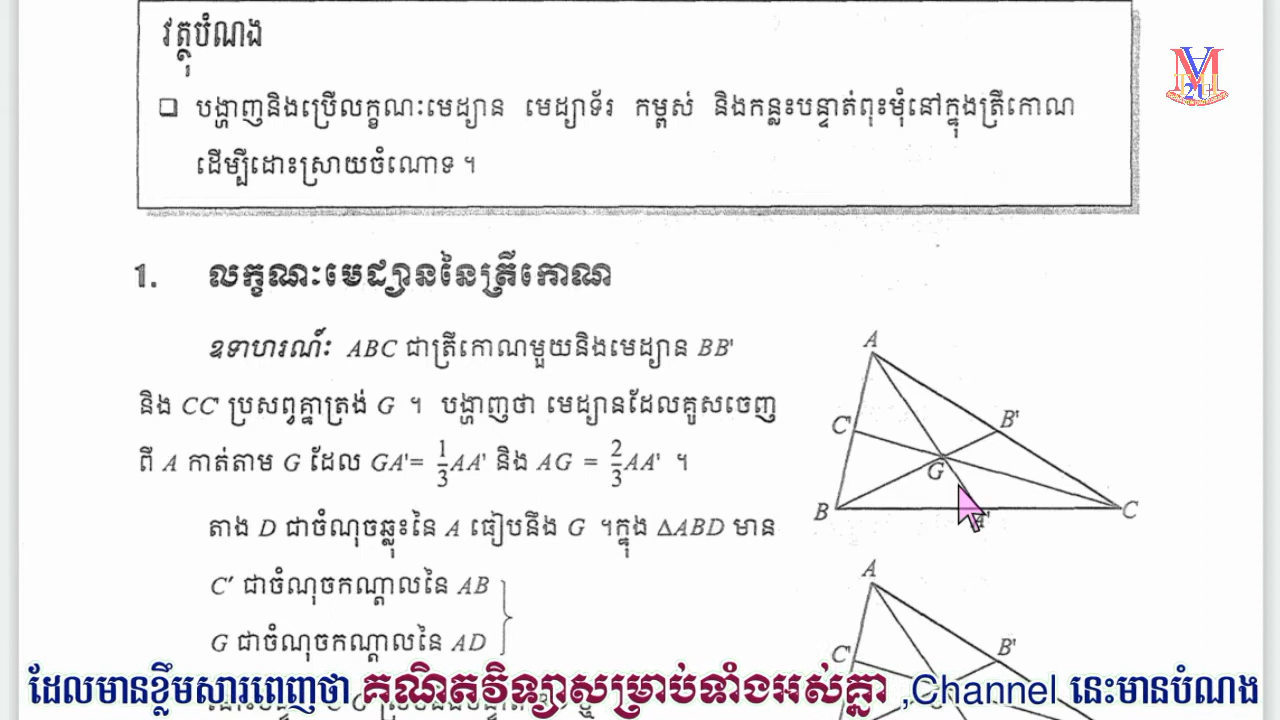 វត្ថុបំណង
❑ បង្ហាញនិងប្រើលក្ខណៈមេដ្យាន មេដ្យាទ័រ កម្ពស់ និងកន្លះបន្ទាត់ពុះមុំនៅក្នុងត្រីកោណ
ដើម្បីដោះស្រាយចំណោទ ។
1. លក្ខណៈមេដ្យាននៃត្រីកោណ
ឧទាហរណ៍ៈ ABC ជាត្រីកោណមួយនិងមេដ្យាន BB'
និង CC' ប្រសព្វគ្នាត្រង់ G ។ បង្ហាញថា មេដ្យានដែលគូសចេញ
ពី A កាត់តាម G ដែល GA'= 1/3 AA' និង AG = 2/3 AA' ។
តាង D ជាចំណុចឆ្លុះនៃ A ធៀបនឹង G ។ក្នុង ΔABD មាន
C' ជាចំណុចកណ្តាលនៃ AB
G ជាចំណុចកណ្តាលនៃ AD
A
C'
B'
G
B
A'
C
A
C'
B'
ដែលមានខ្លឹមសារពេញថា គណិតវិទ្យាសម្រាប់ទាំងអស់គ្នា ,Channel នេះមានបំណង